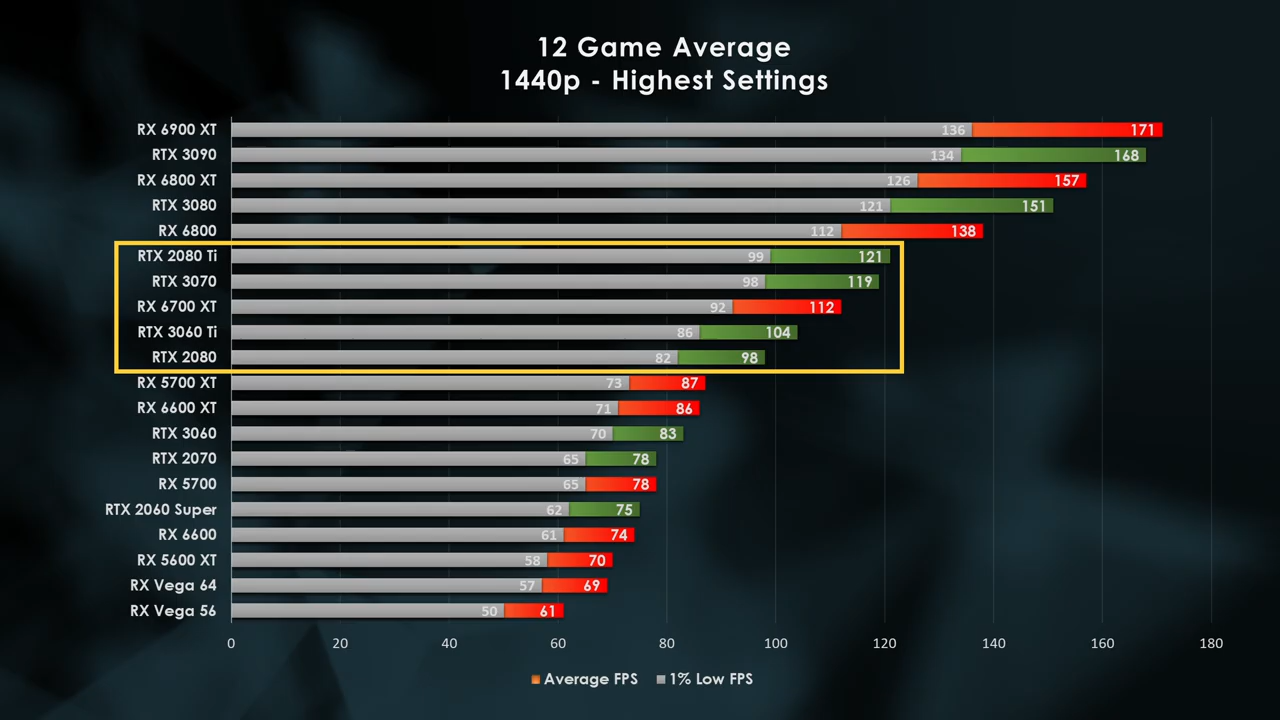 12 Game Average
1440p - Highest Settings
RX 6900 XT 136 171
RTX 3090 134 168
RX 6800 XT 126 157
RTX 3080 121 151
RX 6800 112 138
RTX 2080 Ti 99 121
RTX 3070 98 119
RX 6700 XT 92 112
RTX 3060 Ti 86 104
RTX 2080 82 98
RX 5700 XT 73 87
RX 6600 XT 71 86
RTX 3060 70 83
RTX 2070 65 78
RX 5700 65 78
RTX 2060 Super 62 75
RX 6600 61 74
RX 5600 XT 58 70
RX Vega 64 57 69
RX Vega 56 50 61
0 20 40 60 80 100 120 140 160 180
Average FPS 1% Low FPS